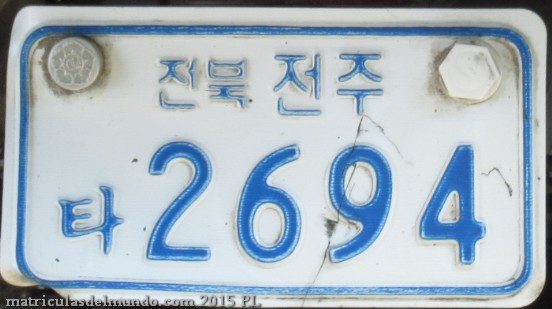 전북 전주
타 2694
matriculasdelmundo.com 2015 PL